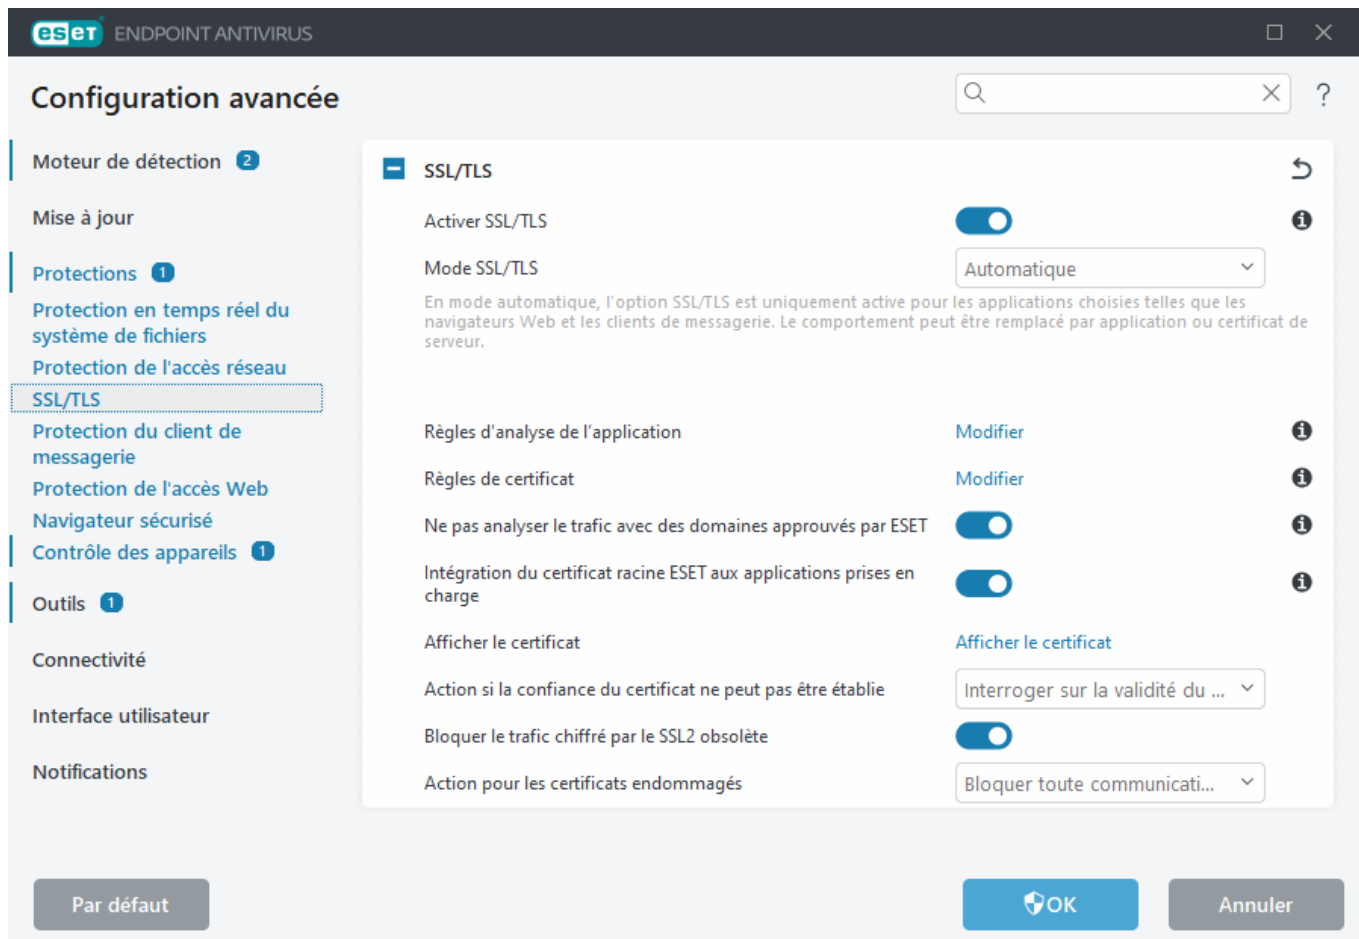 eset ENDPOINT ANTIVIRUS
Configuration avancée
?
Moteur de détection 2
Mise à jour
Protections 1
Protection en temps réel du
système de fichiers
Protection de l'accès réseau
SSL/TLS
Protection du client de
messagerie
Protection de l'accès Web
Navigateur sécurisé
Contrôle des appareils 1
Outils 1
Connectivité
Interface utilisateur
Notifications
SSL/TLS
Activer SSL/TLS
Mode SSL/TLS
Automatique
En mode automatique, l'option SSL/TLS est uniquement active pour les applications choisies telles que les
navigateurs Web et les clients de messagerie. Le comportement peut être remplacé par application ou certificat de
serveur.
Règles d'analyse de l'application
Modifier
Règles de certificat
Modifier
Ne pas analyser le trafic avec des domaines approuvés par ESET
Intégration du certificat racine ESET aux applications prises en
charge
Afficher le certificat
Afficher le certificat
Action si la confiance du certificat ne peut pas être établie
Interroger sur la validité du ...
Bloquer le trafic chiffré par le SSL2 obsolète
Action pour les certificats endommagés
Bloquer toute communicati...
Par défaut
OK
Annuler